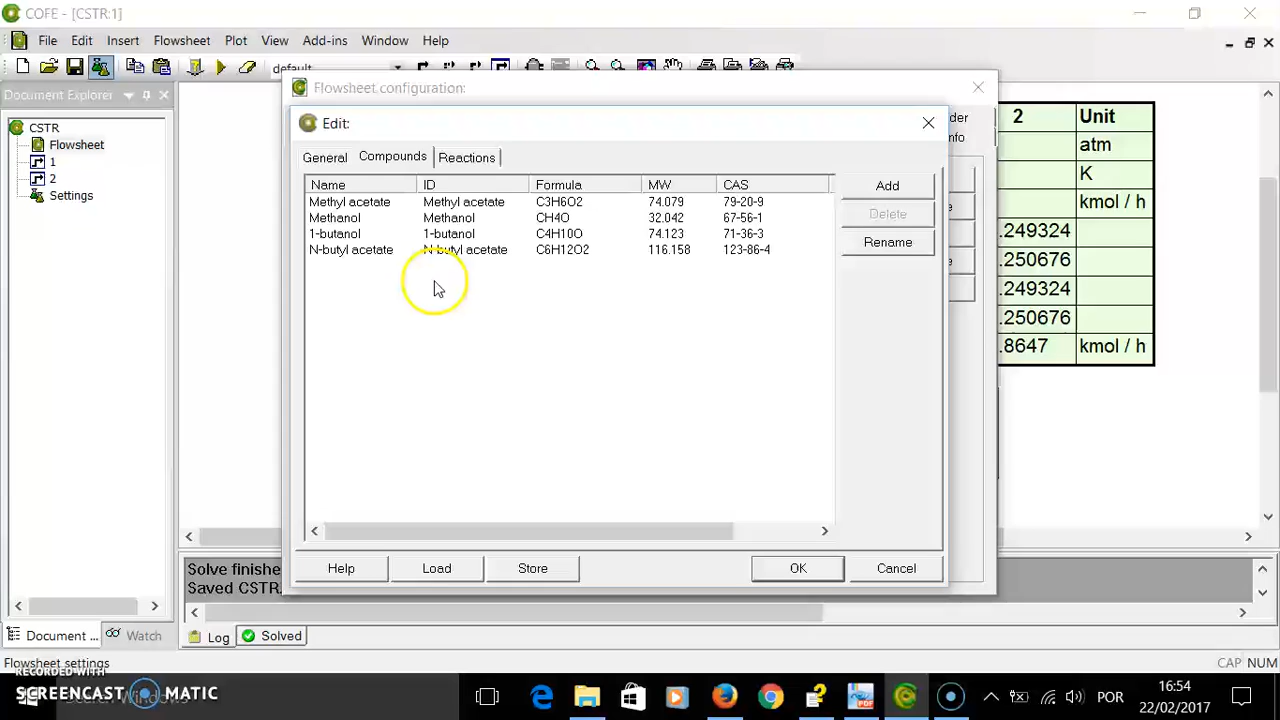 COFE - [CSTR:1]
File Edit Insert Flowsheet Plot View Add-ins Window Help
default
Document Explorer
CSTR
Flowsheet
1
2
Settings
Flowsheet configuration:
Edit:
General Compounds Reactions
Name ID Formula MW CAS
Methyl acetate Methyl acetate C3H6O2 74.079 79-20-9
Methanol Methanol CH4O 32.042 67-56-1
1-butanol 1-butanol C4H10O 74.123 71-36-3
N-butyl acetate N-butyl acetate C6H12O2 116.158 123-86-4
Add
Delete
Rename
Help Load Store OK Cancel
2 Unit
atm
K
kmol / h
.249324
.250676
.249324
.250676
.8647 kmol / h
Solve finishe
Saved CSTR.
Document ... Watch
Log Solved
Flowsheet settings
CAP NUM
RECORDED WITH
SCREENCAST MATIC
Windows
POR
16:54
22/02/2017